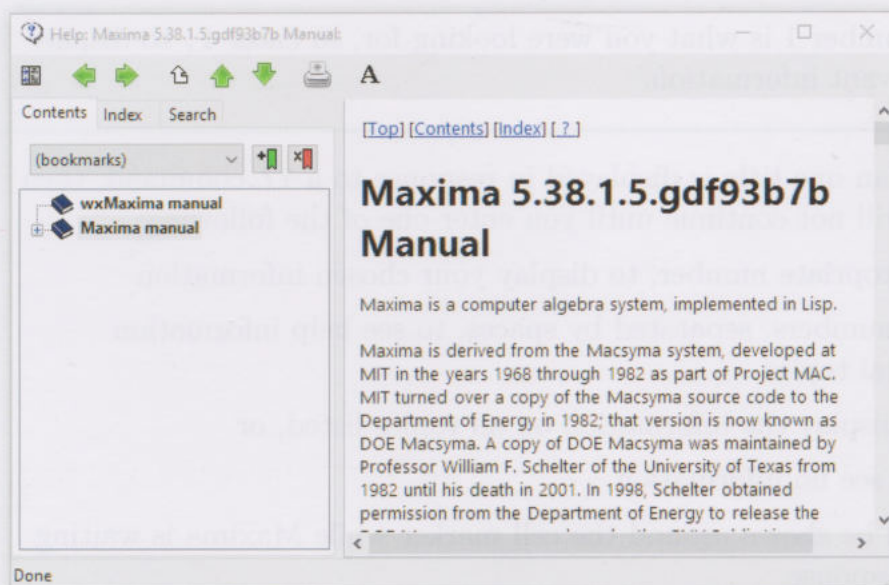 Help: Maxima 5.38.1.5.gdf93b7b Manual:
A
Contents Index Search
(bookmarks)
wxMaxima manual
Maxima manual
[Top] [Contents] [Index] [ ? ]
Maxima 5.38.1.5.gdf93b7b
Manual
Maxima is a computer algebra system, implemented in Lisp.
Maxima is derived from the Macsyma system, developed at
MIT in the years 1968 through 1982 as part of Project MAC.
MIT turned over a copy of the Macsyma source code to the
Department of Energy in 1982; that version is now known as
DOE Macsyma. A copy of DOE Macsyma was maintained by
Professor William F. Schelter of the University of Texas from
1982 until his death in 2001. In 1998, Schelter obtained
permission from the Department of Energy to release the
Done